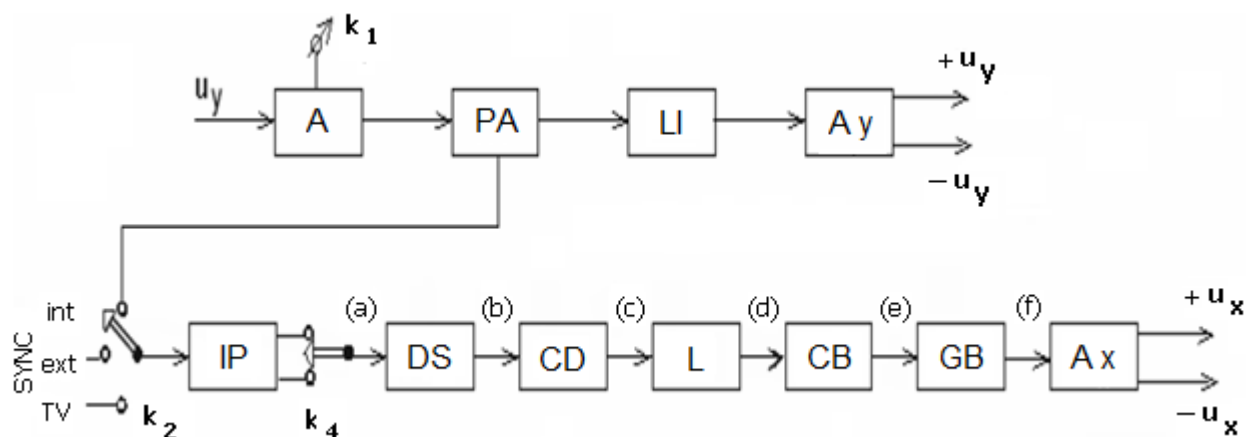 k 1
u y
A
PA
LI
A y
+ u y
− u y
SYNC
int
ext
TV
k 2
IP
k 4
(a)
DS
(b)
CD
(c)
L
(d)
CB
(e)
GB
(f)
A x
+ u x
− u x